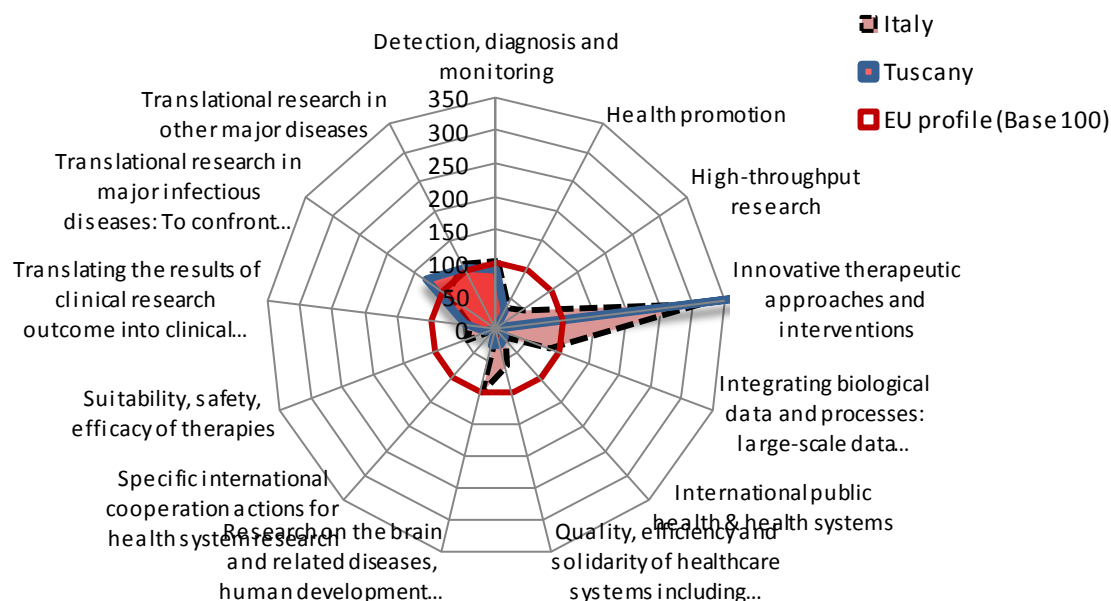 Italy
Tuscany
EU profile (Base 100)
Detection, diagnosis and
monitoring
Health promotion
High-throughput
research
Innovative therapeutic
approaches and
interventions
Integrating biological
data and processes:
large-scale data...
International public
health & health systems
Quality, efficiency and
solidarity of healthcare
systems including...
Research on the brain
and related diseases,
human development...
Specific international
cooperation actions for
health system research
Suitability, safety,
efficacy of therapies
Translating the results of
clinical research
outcome into clinical...
Translational research in
major infectious
diseases: To confront...
Translational research in
other major diseases
350
300
250
200
150
100
50
0